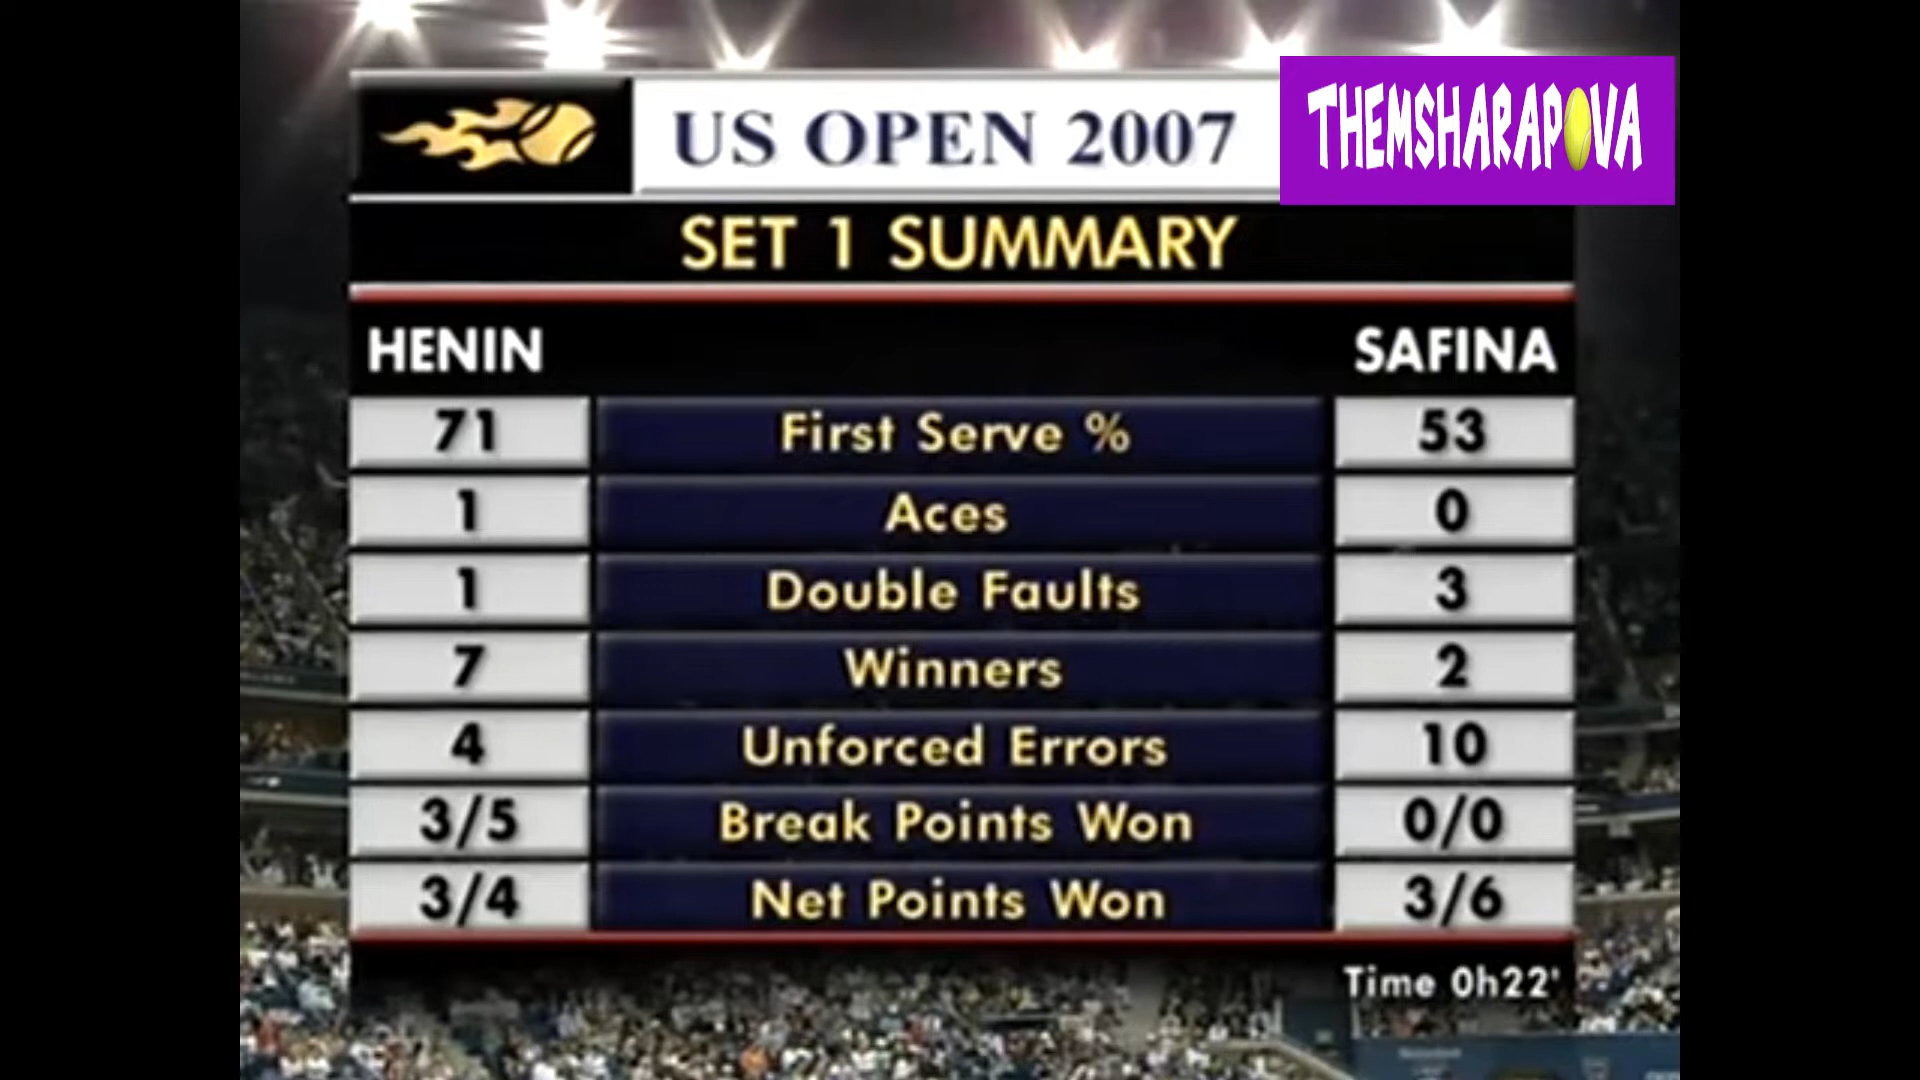 US OPEN 2007
THEMSHARAPOVA
SET 1 SUMMARY
HENIN SAFINA
71 First Serve % 53
1 Aces 0
1 Double Faults 3
7 Winners 2
4 Unforced Errors 10
3/5 Break Points Won 0/0
3/4 Net Points Won 3/6
Time 0h22'